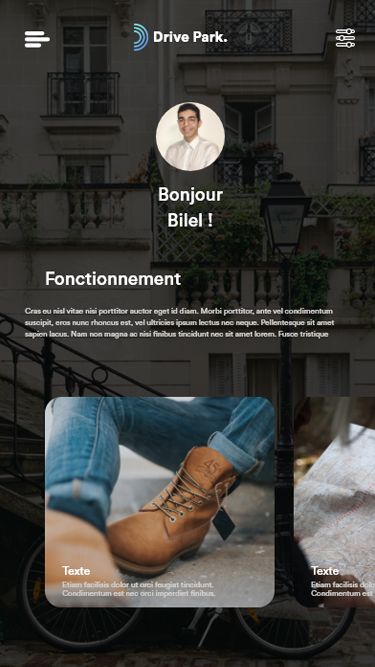 Drive Park.
Bonjour
Bilel !
Fonctionnement
Cras eu nisl vitae nisi porttitor auctor eget id diam. Morbi porttitor, ante vel condimentum
suscipit, eros nunc rhoncus est, vel ultricies ipsum lectus nec neque. Pellentesque sit amet
sapien lacus. Nam non magna ac nisi finibus tincidunt nec sit amet lorem. Fusce tristique
45
Texte
Etiam facilisis dolor ut orci feugiat tincidunt.
Condimentum est nec orci imperdiet finibus.
Texte
Etiam facilisis dolo
Condimentum est